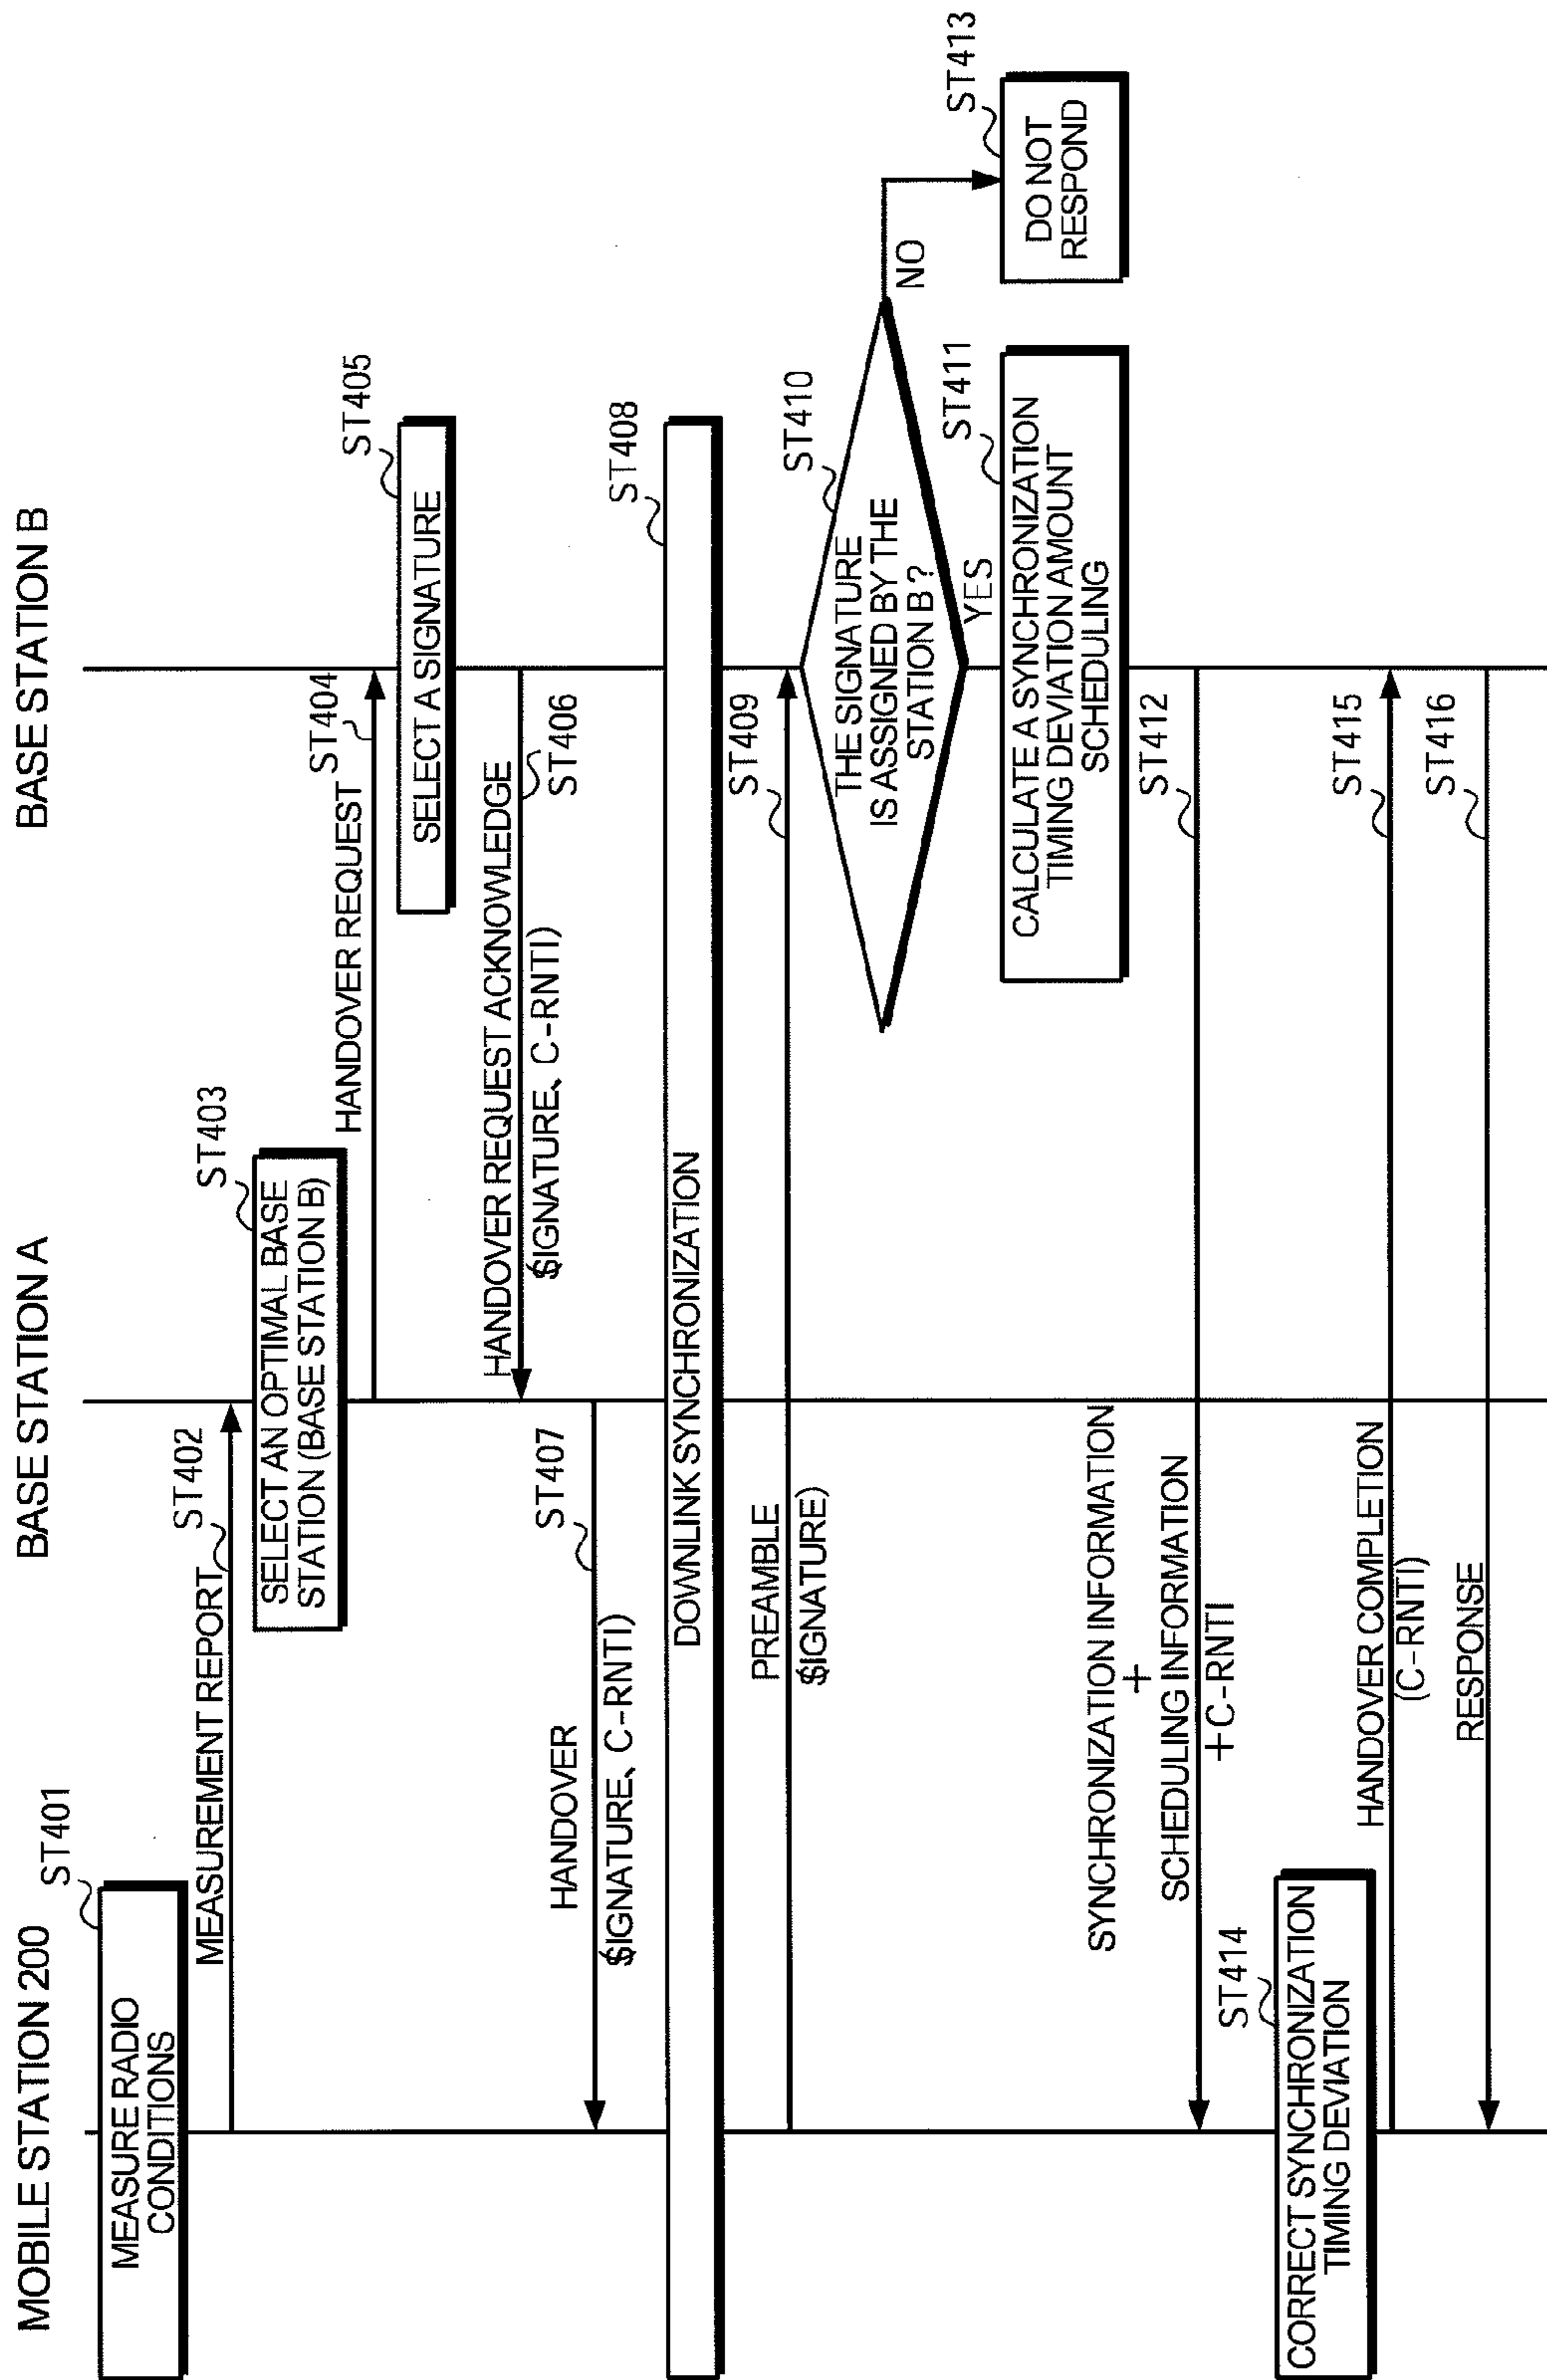 MOBILE STATION 200
BASE STATION A
BASE STATION B
ST401
MEASURE RADIO
CONDITIONS
MEASUREMENT REPORT
ST402
ST403
SELECT AN OPTIMAL BASE
STATION (BASE STATION B)
HANDOVER REQUEST
ST404
ST405
SELECT A SIGNATURE
HANDOVER REQUEST ACKNOWLEDGE
(SIGNATURE、C-RNTI)
ST406
HANDOVER
ST407
(SIGNATURE、C-RNTI)
ST408
DOWNLINK SYNCHRONIZATION
PREAMBLE
(SIGNATURE)
ST409
ST410
THE SIGNATURE
IS ASSIGNED BY THE
STATION B ?
NO
YES
ST413
DO NOT
RESPOND
ST411
CALCULATE A SYNCHRONIZATION
TIMING DEVIATION AMOUNT
SCHEDULING
SYNCHRONIZATION INFORMATION
+
SCHEDULING INFORMATION
+C-RNTI
ST412
ST414
CORRECT SYNCHRONIZATION
TIMING DEVIATION
HANDOVER COMPLETION
(C-RNTI)
ST415
RESPONSE
ST416